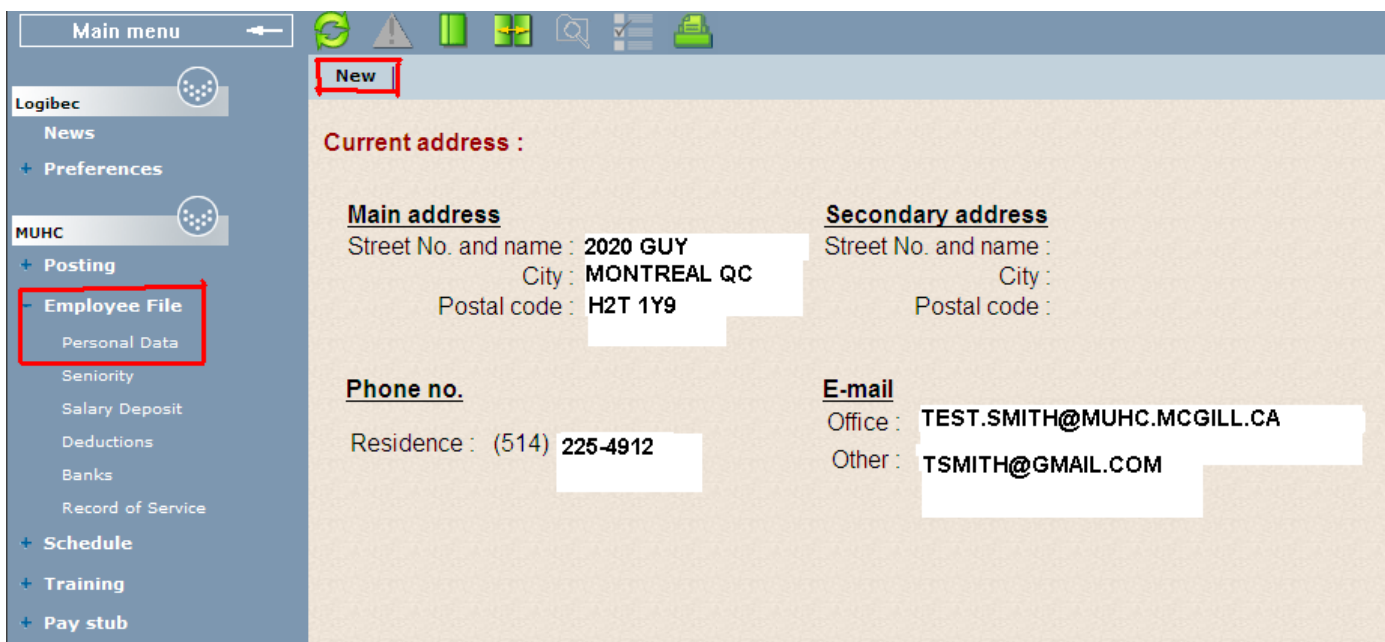 Main menu
Logibec
News
+ Preferences
MUHC
+ Posting
- Employee File
Personal Data
Seniority
Salary Deposit
Deductions
Banks
Record of Service
+ Schedule
+ Training
+ Pay stub
New
Current address :
Main address
Street No. and name : 2020 GUY
City : MONTREAL QC
Postal code : H2T 1Y9
Secondary address
Street No. and name :
City :
Postal code :
Phone no.
Residence : (514) 225-4912
E-mail
Office : TEST.SMITH@MUHC.MCGILL.CA
Other : TSMITH@GMAIL.COM